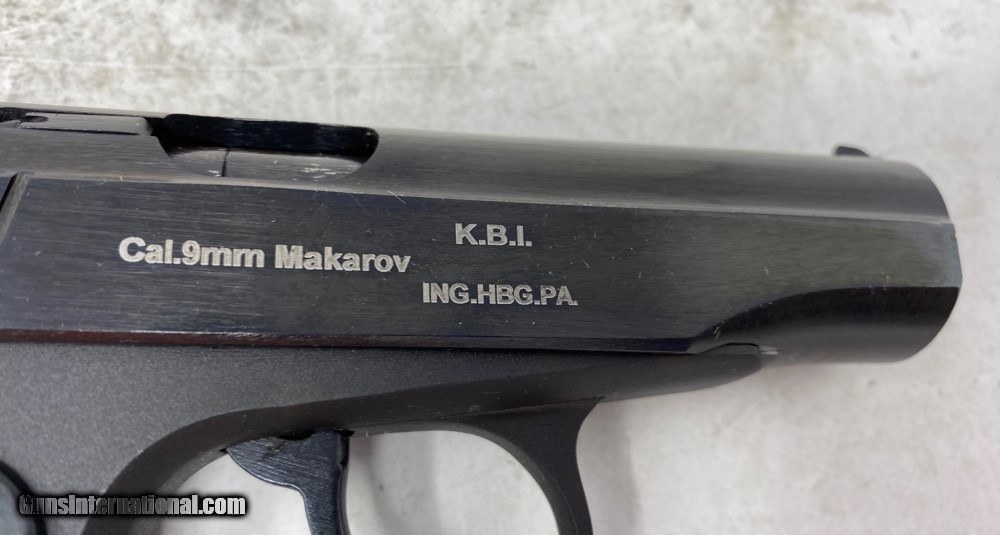 K.B.I.
Cal.9mm Makarov
ING.HBG.PA.
GunsInternational.com